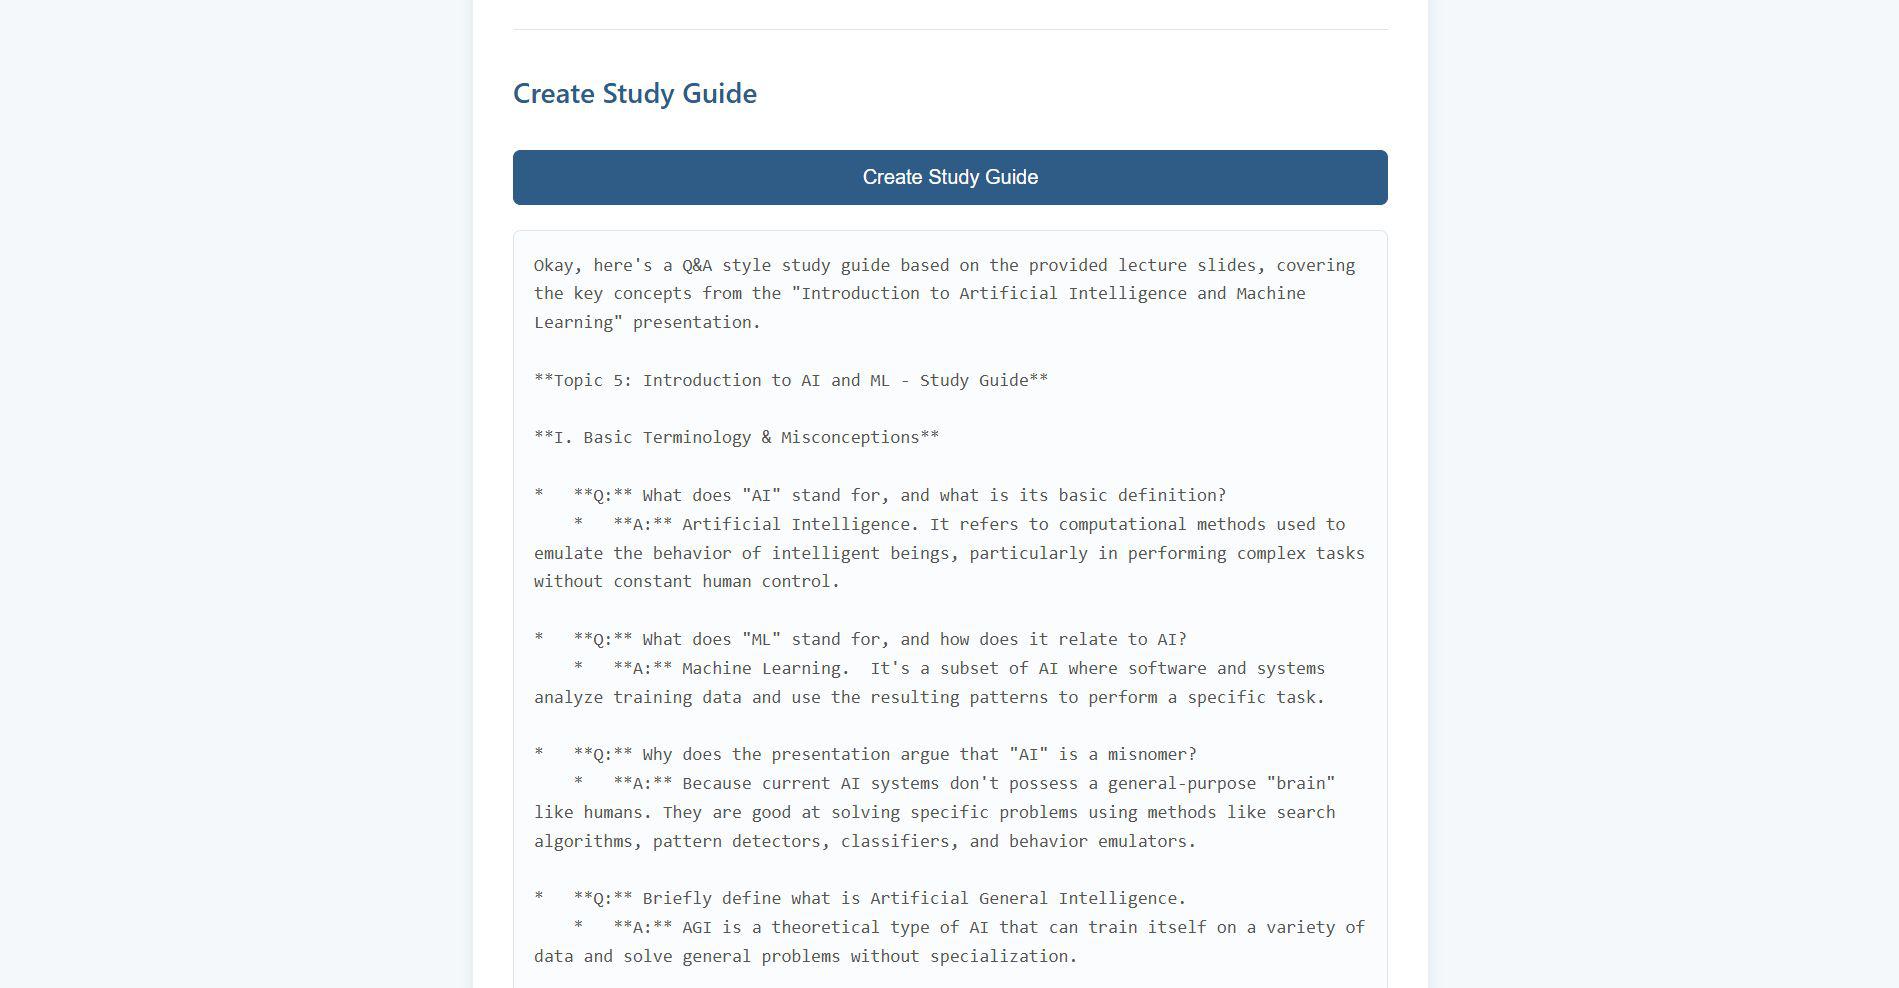 Create Study Guide
Create Study Guide
Okay, here's a Q&A style study guide based on the provided lecture slides, covering
the key concepts from the "Introduction to Artificial Intelligence and Machine
Learning" presentation.
**Topic 5: Introduction to AI and ML - Study Guide**
**I. Basic Terminology & Misconceptions**
*   **Q:** What does "AI" stand for, and what is its basic definition?
    *   **A:** Artificial Intelligence. It refers to computational methods used to
emulate the behavior of intelligent beings, particularly in performing complex tasks
without constant human control.
*   **Q:** What does "ML" stand for, and how does it relate to AI?
    *   **A:** Machine Learning.  It's a subset of AI where software and systems
analyze training data and use the resulting patterns to perform a specific task.
*   **Q:** Why does the presentation argue that "AI" is a misnomer?
    *   **A:** Because current AI systems don't possess a general-purpose "brain"
like humans. They are good at solving specific problems using methods like search
algorithms, pattern detectors, classifiers, and behavior emulators.
*   **Q:** Briefly define what is Artificial General Intelligence.
    *   **A:** AGI is a theoretical type of AI that can train itself on a variety of
data and solve general problems without specialization.